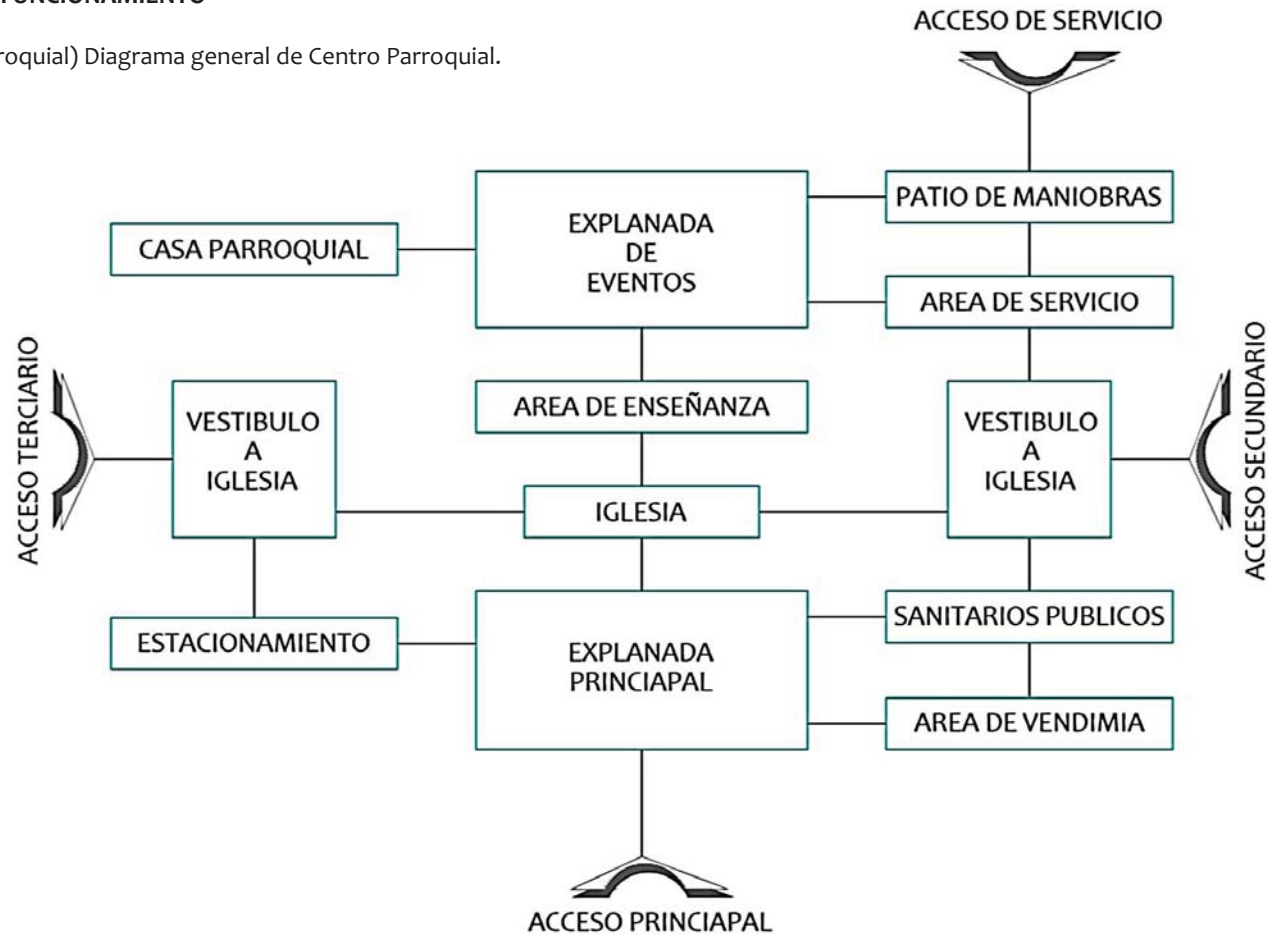 FUNCIONAMIENTO
roquial) Diagrama general de Centro Parroquial.
ACCESO DE SERVICIO
PATIO DE MANIOBRAS
EXPLANADA
DE
EVENTOS
CASA PARROQUIAL
AREA DE SERVICIO
ACCESO TERCIARIO
VESTIBULO
A
IGLESIA
AREA DE ENSEÑANZA
VESTIBULO
A
IGLESIA
ACCESO SECUNDARIO
IGLESIA
ESTACIONAMIENTO
EXPLANADA
PRINCIAPAL
SANITARIOS PUBLICOS
AREA DE VENDIMIA
ACCESO PRINCIAPAL